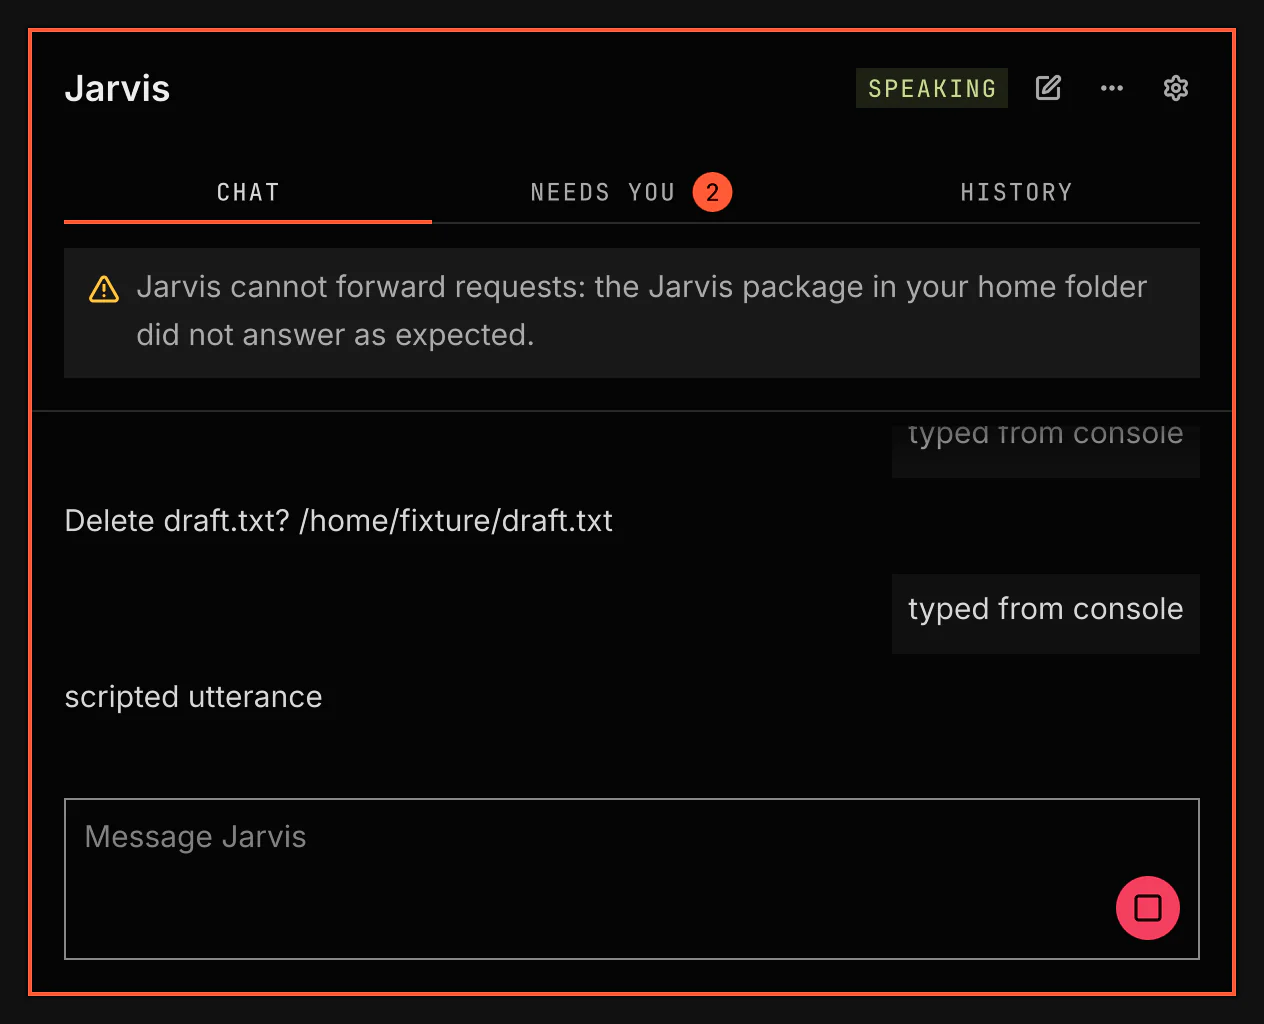 Jarvis
SPEAKING
CHAT
NEEDS YOU 2
HISTORY
Jarvis cannot forward requests: the Jarvis package in your home folder
did not answer as expected.
typed from console
Delete draft.txt? /home/fixture/draft.txt
typed from console
scripted utterance
Message Jarvis